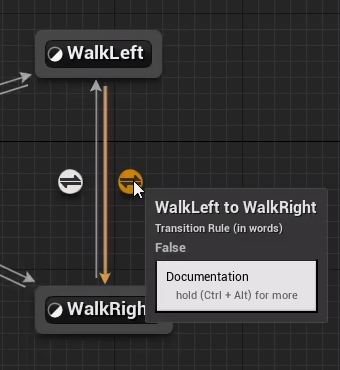 WalkLeft
WalkLeft to WalkRight
Transition Rule (in words)
False
Documentation
hold (Ctrl + Alt) for more
WalkRigh